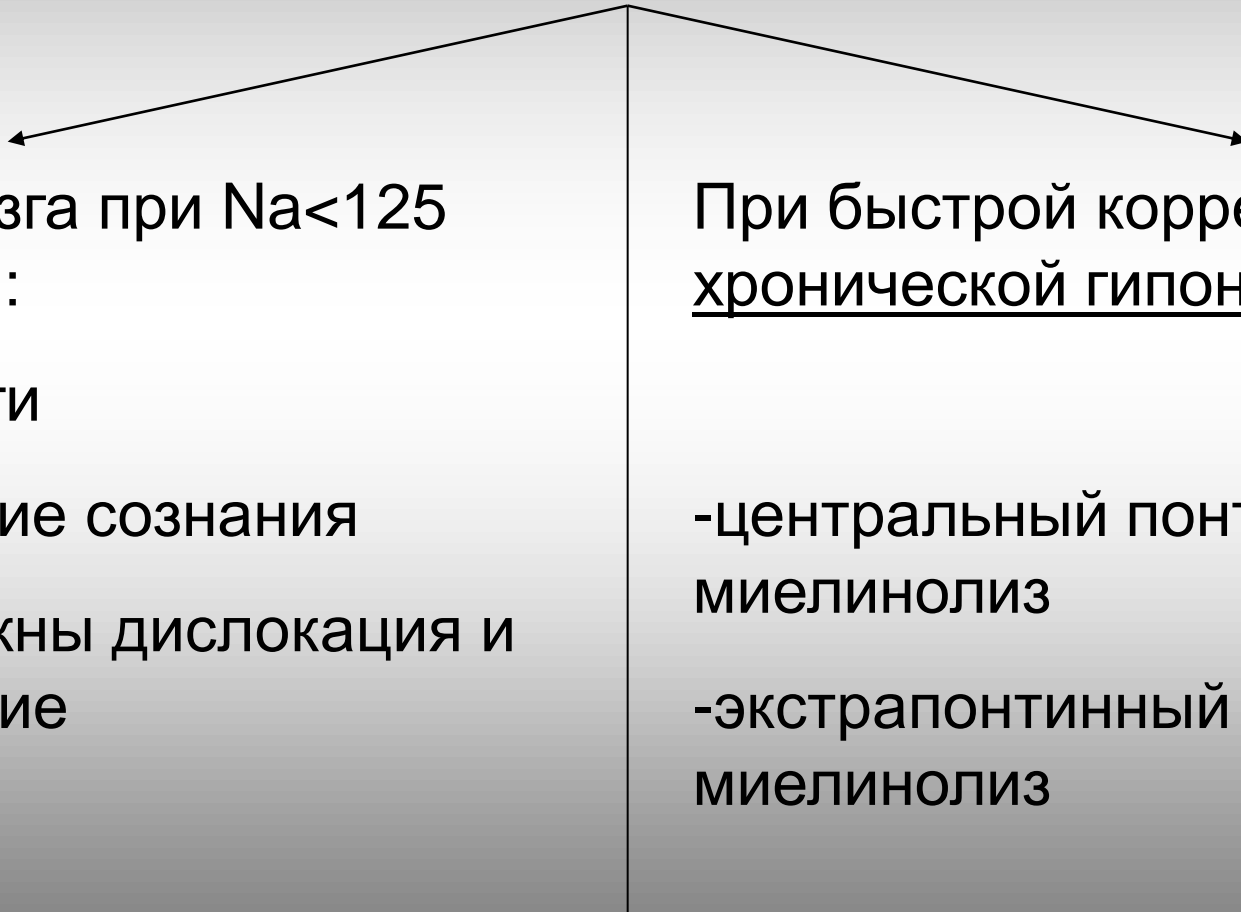 зга при Na<125
:
ти
ие сознания
жны дислокация и
ие
При быстрой корре
хронической гипон
-центральный понт
миелинолиз
-экстрапонтинный
миелинолиз